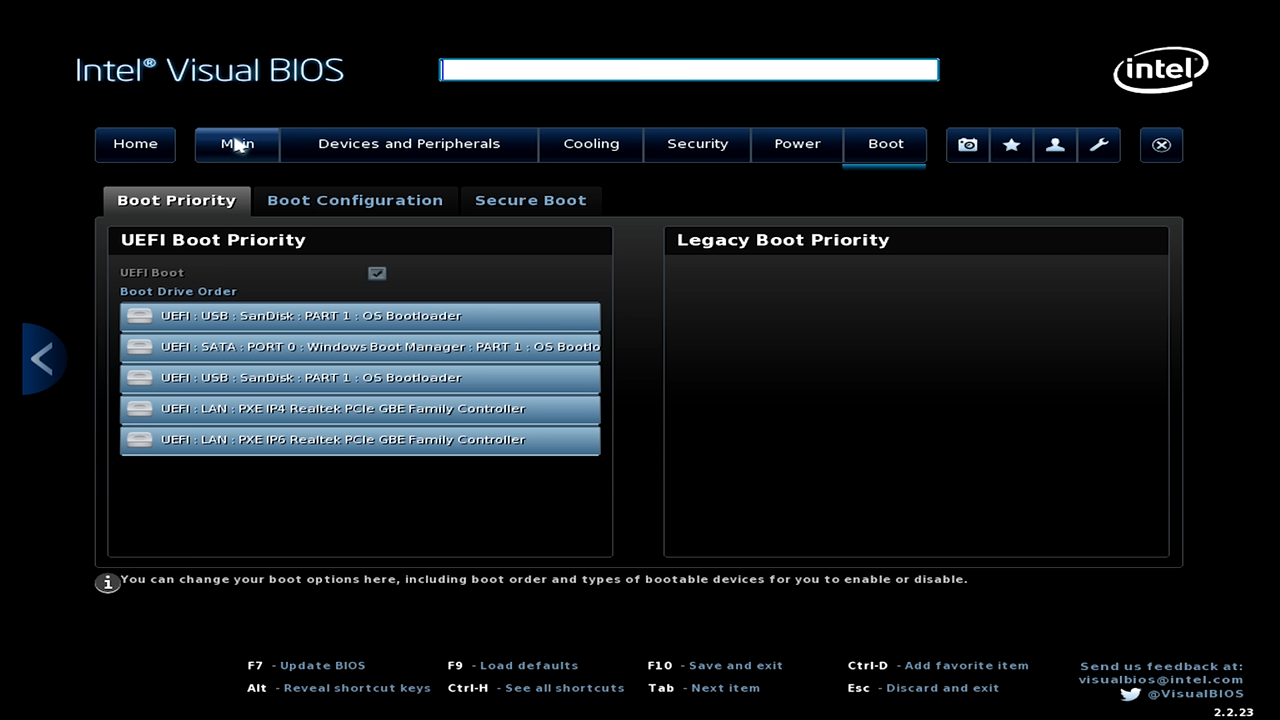 Intel® Visual BIOS
intel
Home
Main
Devices and Peripherals
Cooling
Security
Power
Boot
Boot Priority
Boot Configuration
Secure Boot
UEFI Boot Priority
Legacy Boot Priority
UEFI Boot
Boot Drive Order
UEFI : USB : SanDisk : PART 1 : OS Bootloader
UEFI : SATA : PORT 0 : Windows Boot Manager : PART 1 : OS Bootlo
UEFI : USB : SanDisk : PART 1 : OS Bootloader
UEFI : LAN : PXE IP4 Realtek PCIe GBE Family Controller
UEFI : LAN : PXE IP6 Realtek PCIe GBE Family Controller
You can change your boot options here, including boot order and types of bootable devices for you to enable or disable.
F7 - Update BIOS
F9 - Load defaults
F10 - Save and exit
Ctrl-D - Add favorite item
Alt - Reveal shortcut keys
Ctrl-H - See all shortcuts
Tab - Next item
Esc - Discard and exit
Send us feedback at:
visualbios@intel.com
@VisualBIOS
2.2.23